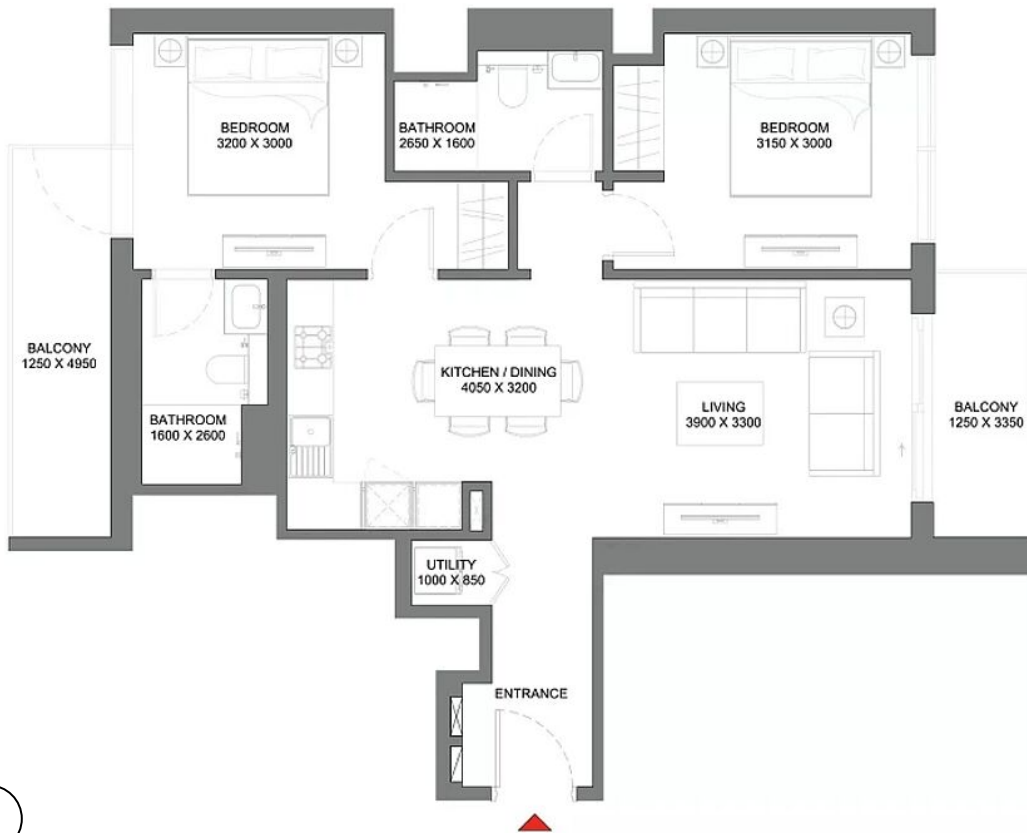 BEDROOM
3200 X 3000
BATHROOM
2650 X 1600
BEDROOM
3150 X 3000
BALCONY
1250 X 4950
KITCHEN / DINING
4050 X 3200
BATHROOM
1600 X 2600
LIVING
3900 X 3300
BALCONY
1250 X 3350
UTILITY
1000 X 850
ENTRANCE